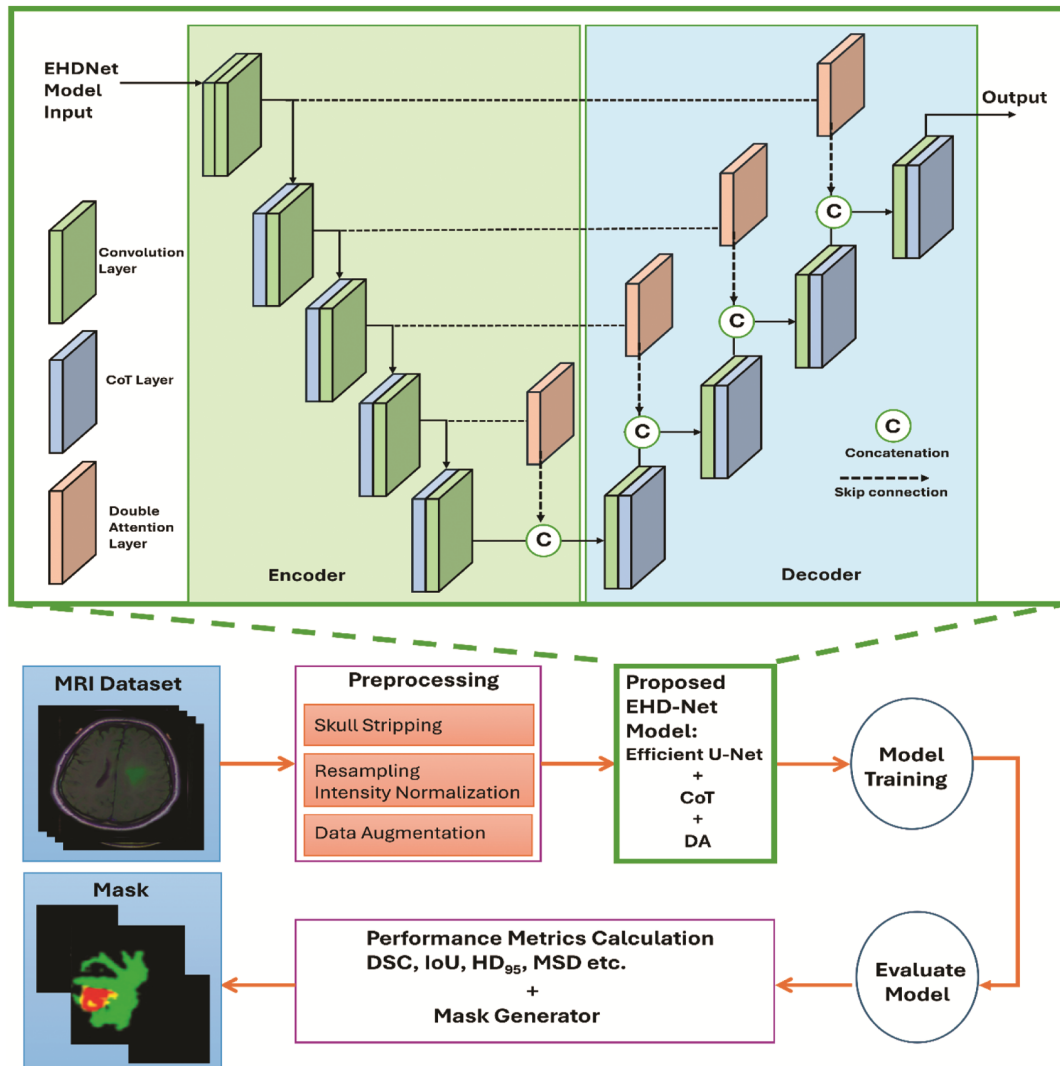 EHDNet
Model
Input
Output
Convolution
Layer
CoT Layer
Double
Attention
Layer
C
C
C
C
C
Concatenation
Skip connection
Encoder
Decoder
MRI Dataset
Preprocessing
Skull Stripping
Resampling
Intensity Normalization
Data Augmentation
Proposed
EHD-Net
Model:
Efficient U-Net
+
CoT
+
DA
Model
Training
Mask
Performance Metrics Calculation
DSC, IoU, HD₉₅, MSD etc.
+
Mask Generator
Evaluate
Model